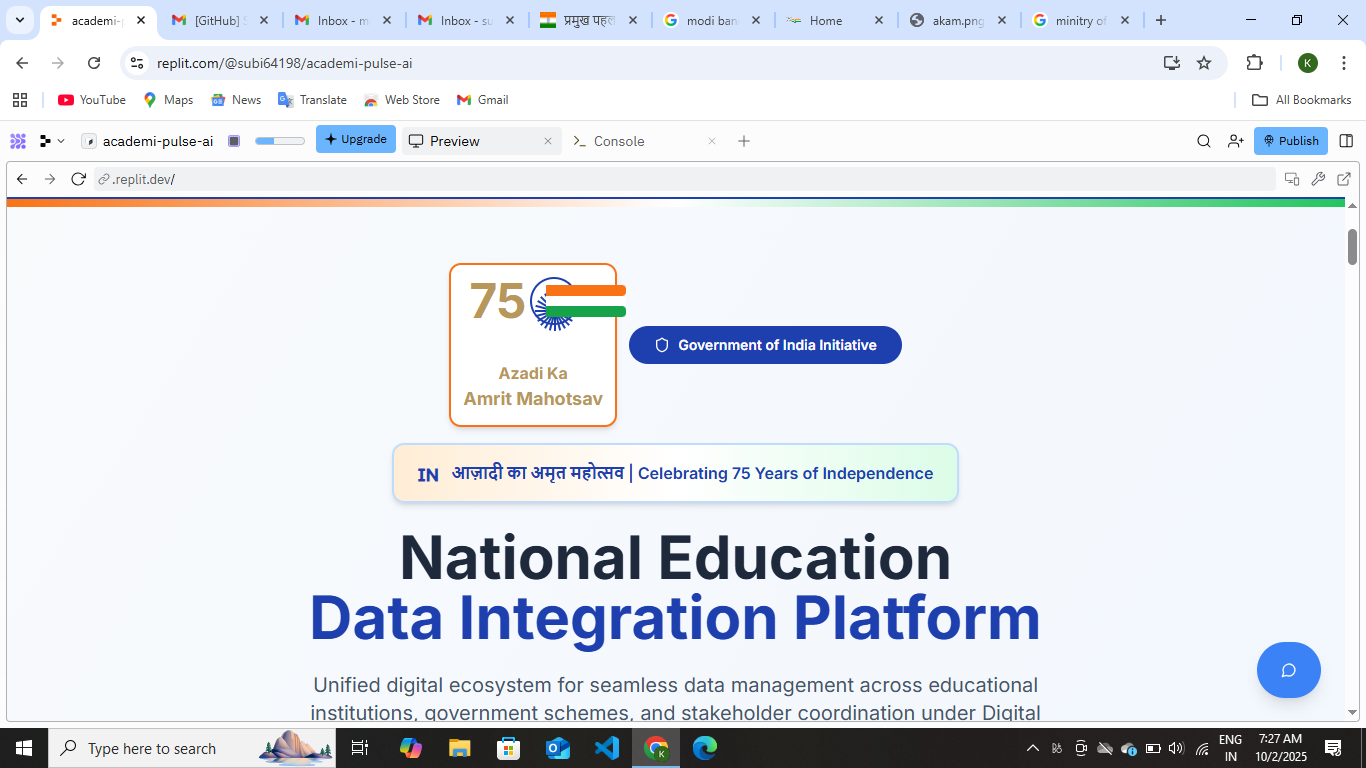 academi-p
[GitHub] S
Inbox - m
Inbox - su
प्रमुख पहल
modi ban
Home
akam.png
minitry of
replit.com/@subi64198/academi-pulse-ai
K
YouTube
Maps
News
Translate
Web Store
Gmail
All Bookmarks
academi-pulse-ai
Upgrade
Preview
Console
Publish
.replit.dev/
75
Azadi Ka
Amrit Mahotsav
Government of India Initiative
IN आज़ादी का अमृत महोत्सव | Celebrating 75 Years of Independence
National Education
Data Integration Platform
Unified digital ecosystem for seamless data management across educational
institutions, government schemes, and stakeholder coordination under Digital
Type here to search
ENG
IN
7:27 AM
10/2/2025